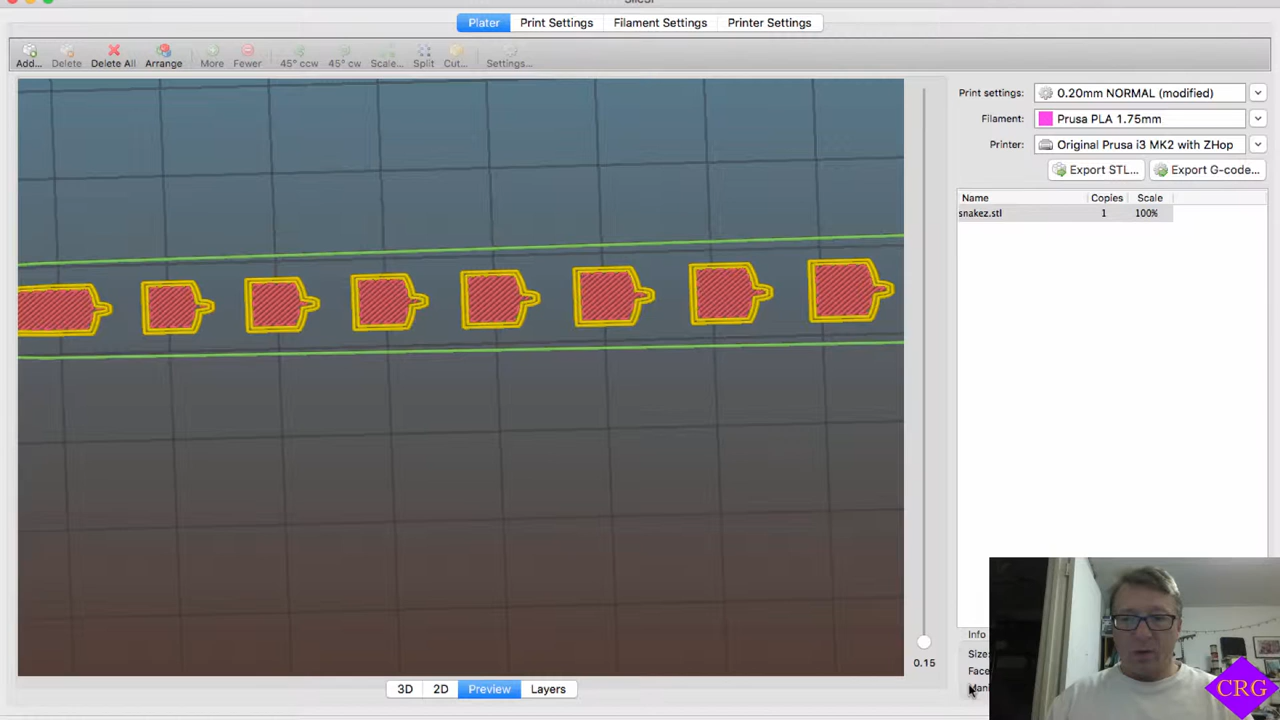 Plater Print Settings Filament Settings Printer Settings
Add... Delete Delete All Arrange More Fewer 45° ccw 45° cw Scale... Split Cut... Settings...
Print settings: 0.20mm NORMAL (modified)
Filament: Prusa PLA 1.75mm
Printer: Original Prusa i3 MK2 with ZHop
Export STL... Export G-code...
Name Copies Scale
snakez.stl 1 100%
Info
Size:
Face
Mani
0.15
3D 2D Preview Layers
CRG